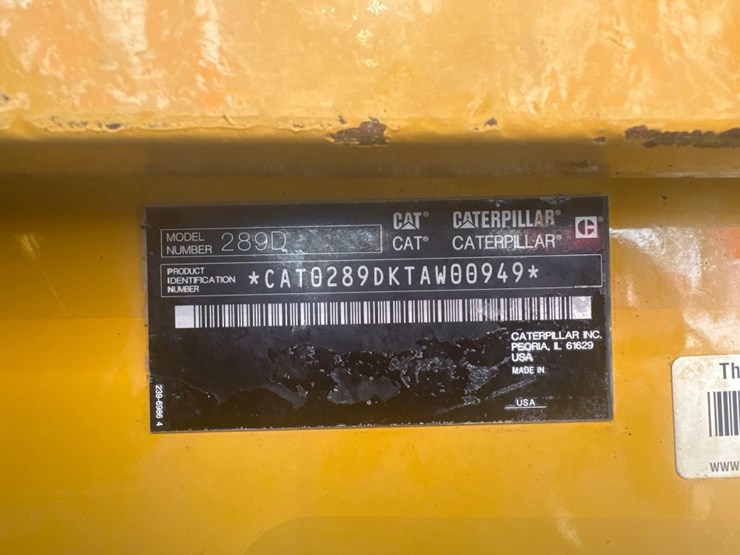 MODEL NUMBER 289D
CAT® CATERPILLAR®
CAT® CATERPILLAR®
PRODUCT IDENTIFICATION NUMBER *CAT0289DKTAW00949*
CATERPILLAR INC.
PEORIA, IL 61629
USA
MADE IN
USA
239-6986 4
Th
www